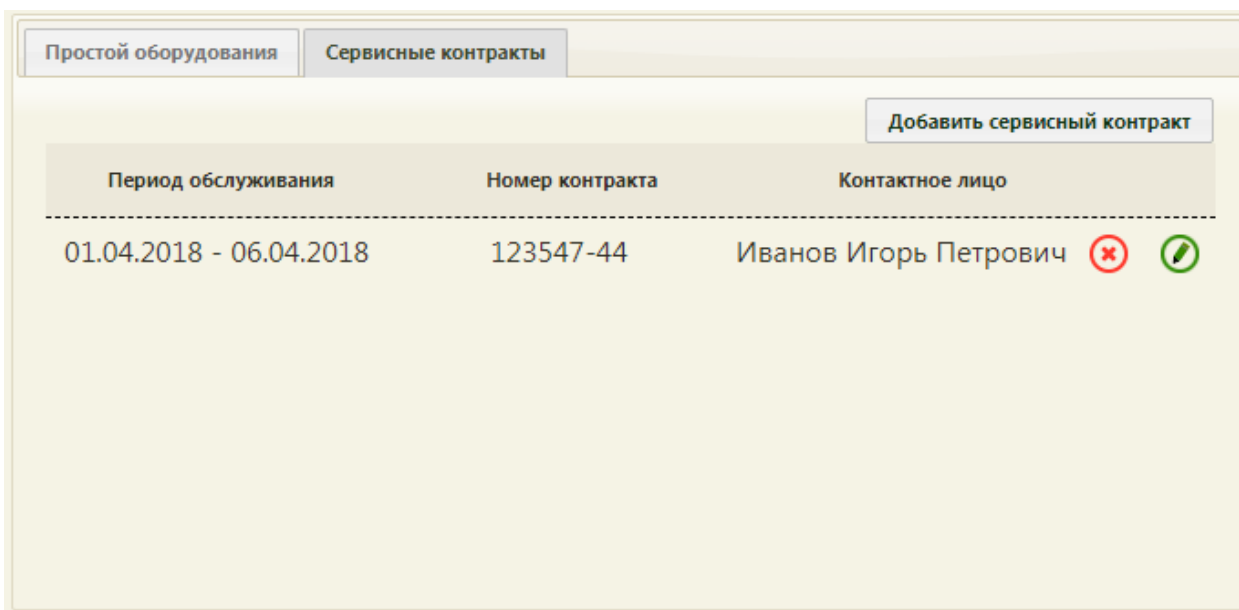 Простой оборудования Сервисные контракты
Добавить сервисный контракт
Период обслуживания Номер контракта Контактное лицо
01.04.2018 - 06.04.2018 123547-44 Иванов Игорь Петрович